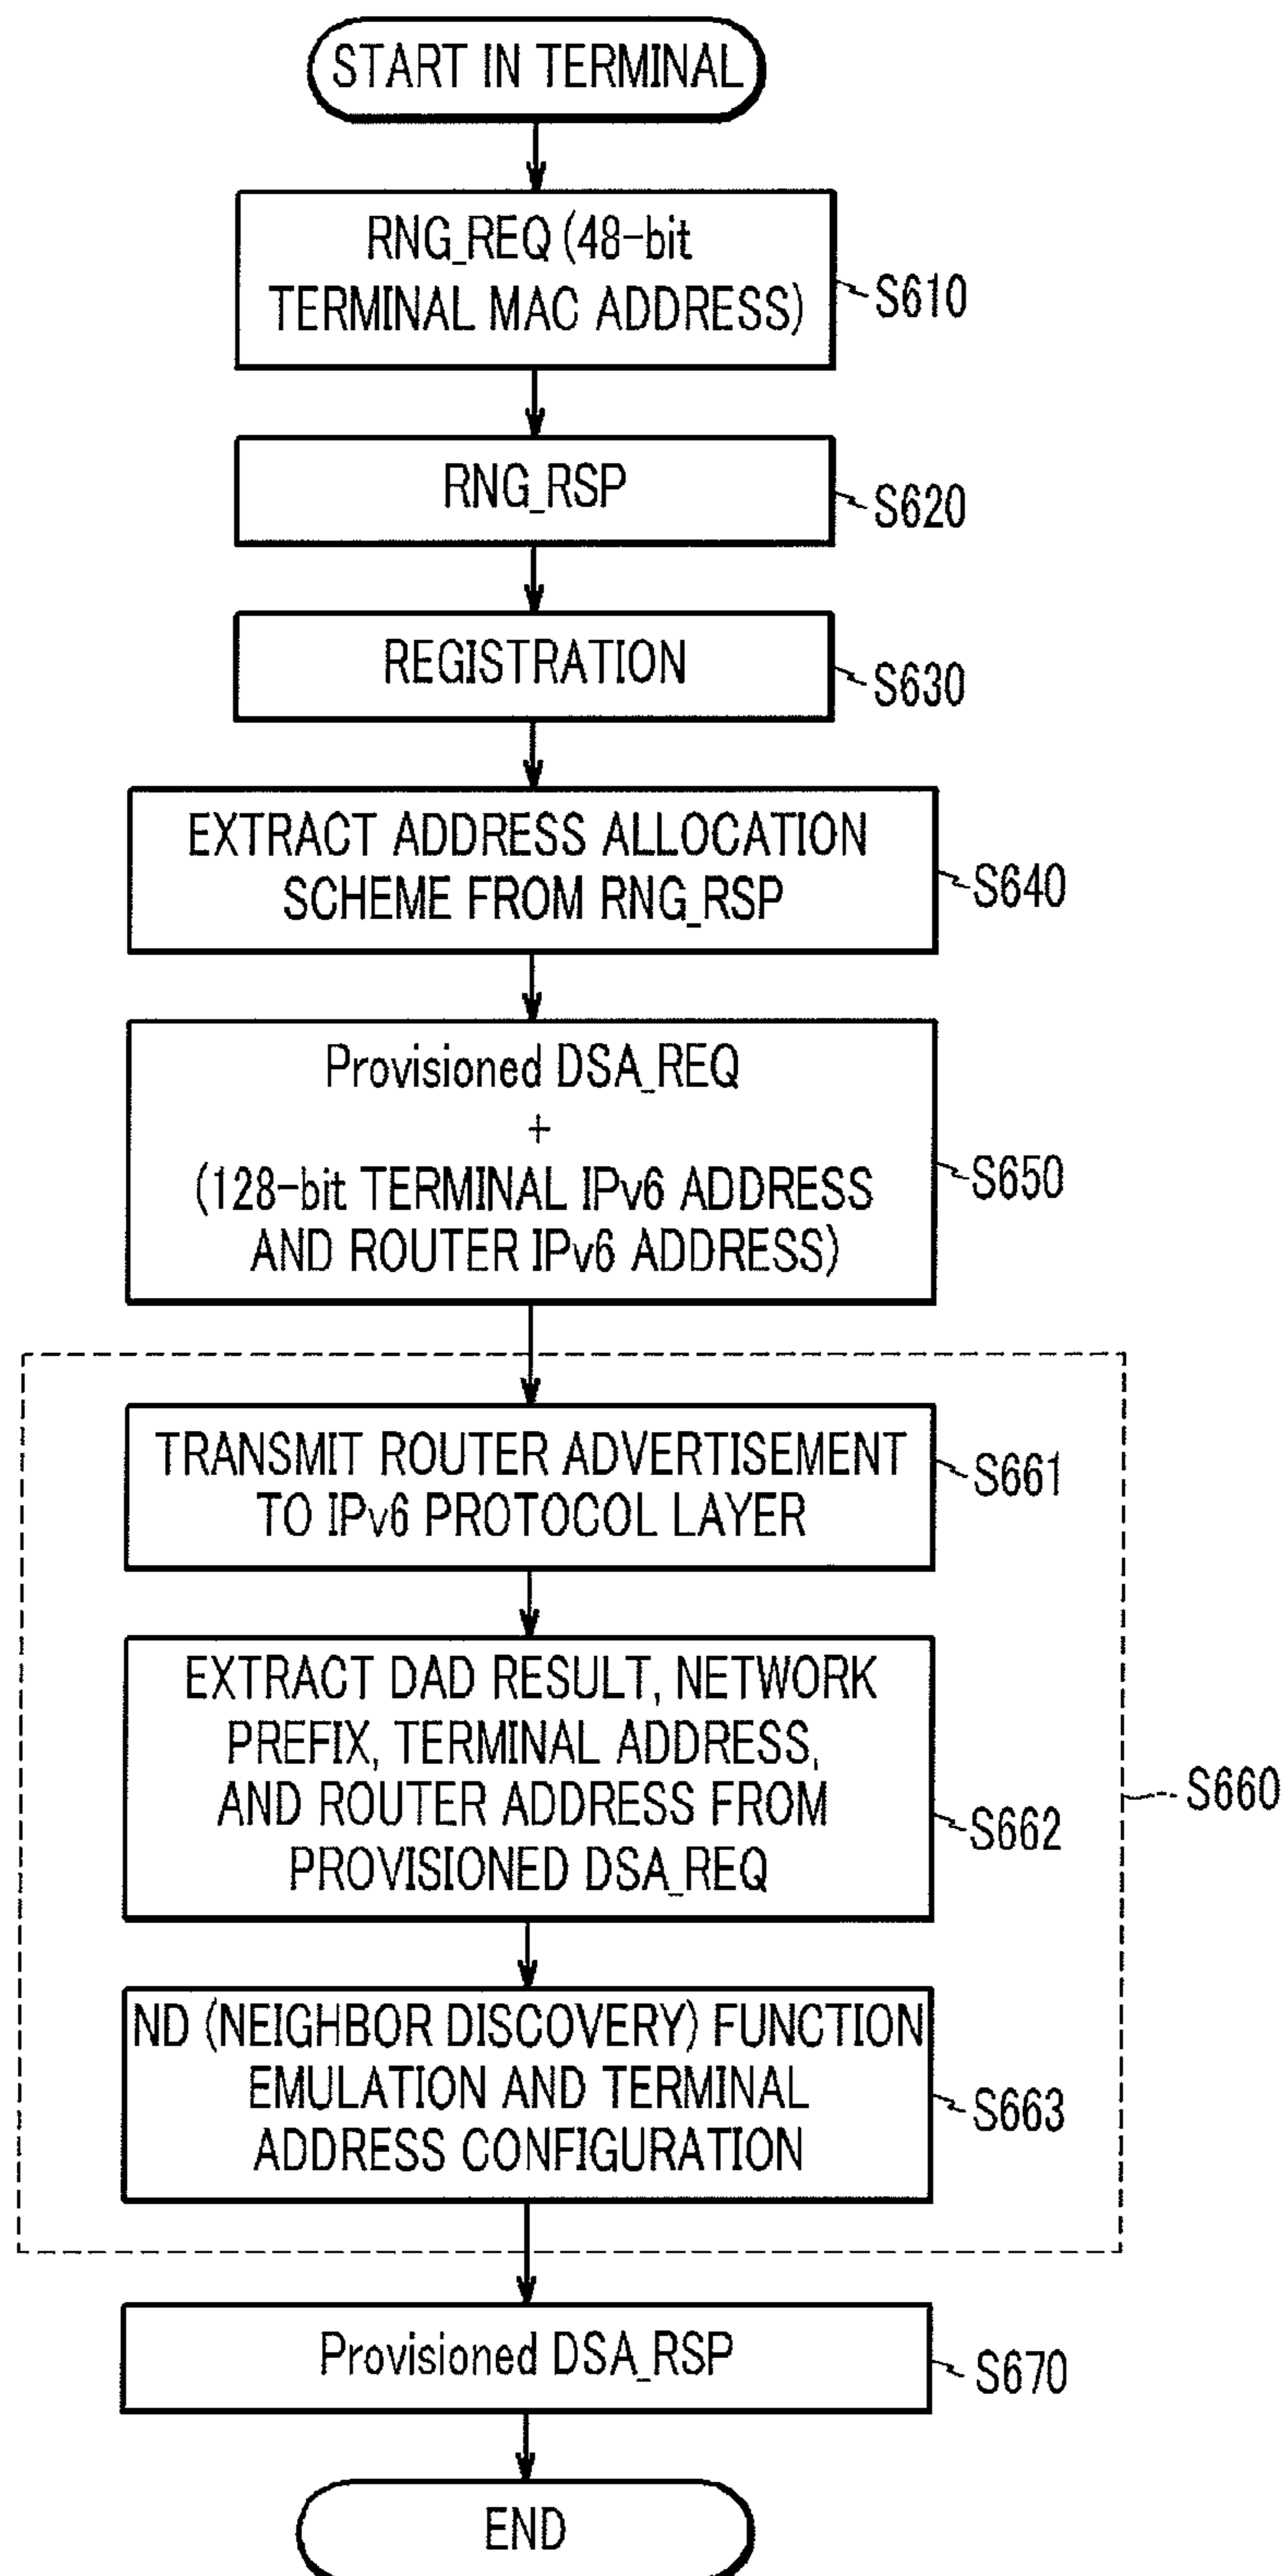 START IN TERMINAL
RNG_REQ (48-bit
TERMINAL MAC ADDRESS)
S610
RNG_RSP
S620
REGISTRATION
S630
EXTRACT ADDRESS ALLOCATION
SCHEME FROM RNG_RSP
S640
Provisioned DSA_REQ
+
(128-bit TERMINAL IPv6 ADDRESS
AND ROUTER IPv6 ADDRESS)
S650
TRANSMIT ROUTER ADVERTISEMENT
TO IPv6 PROTOCOL LAYER
S661
EXTRACT DAD RESULT, NETWORK
PREFIX, TERMINAL ADDRESS,
AND ROUTER ADDRESS FROM
PROVISIONED DSA_REQ
S662
S660
ND (NEIGHBOR DISCOVERY) FUNCTION
EMULATION AND TERMINAL
ADDRESS CONFIGURATION
S663
Provisioned DSA_RSP
S670
END